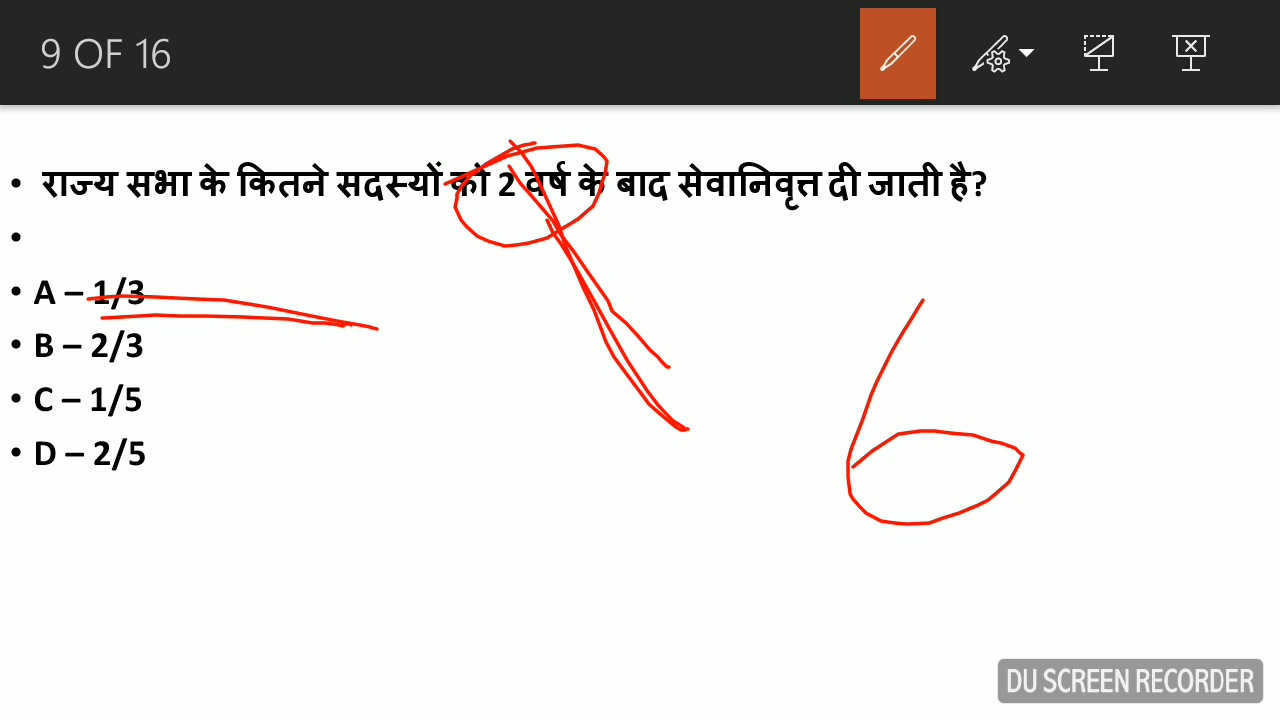 9 OF 16
• राज्य सभा के कितने सदस्यों को 2 वर्ष के बाद सेवानिवृत्त दी जाती है?
•
• A – 1/3
• B – 2/3
• C – 1/5
• D – 2/5
6
DU SCREEN RECORDER